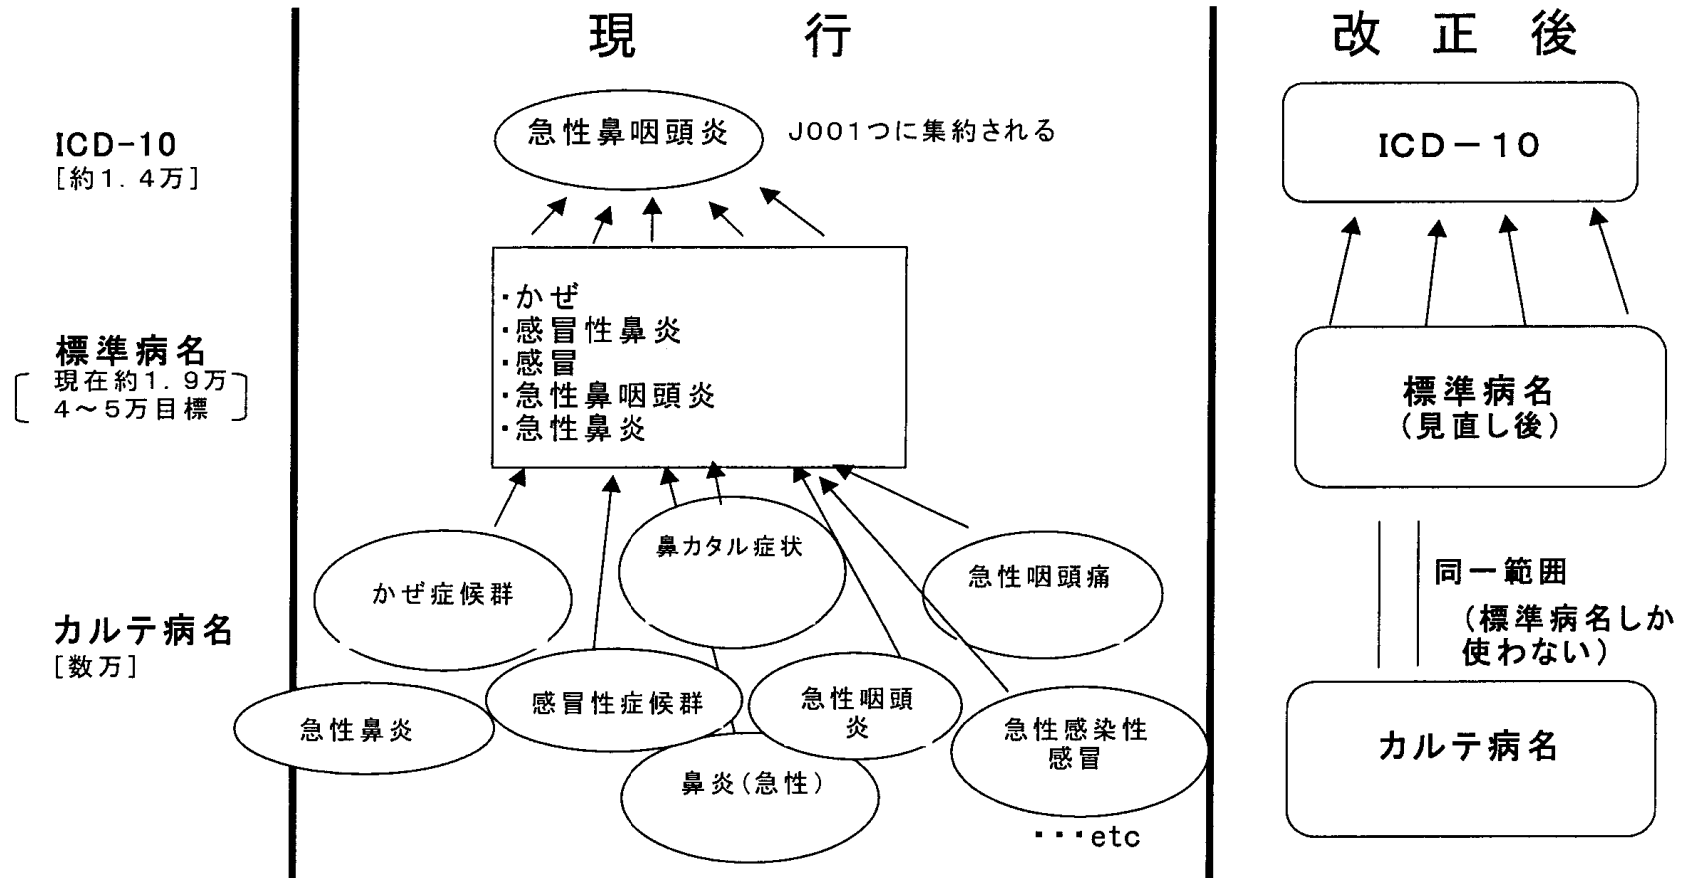 現 行
改 正 後
ICD-10
[約1. 4万]
急性鼻咽頭炎
J001つに集約される
ICD－10
標準病名
現在約1. 9万
4～5万目標
・かぜ
・感冒性鼻炎
・感冒
・急性鼻咽頭炎
・急性鼻炎
標準病名
(見直し後)
カルテ病名
[数万]
かぜ症候群
鼻カタル症状
急性咽頭痛
急性鼻炎
感冒性症候群
急性咽頭
炎
急性感染性
感冒
鼻炎(急性)
・・・etc
同一範囲
(標準病名しか
使わない)
カルテ病名